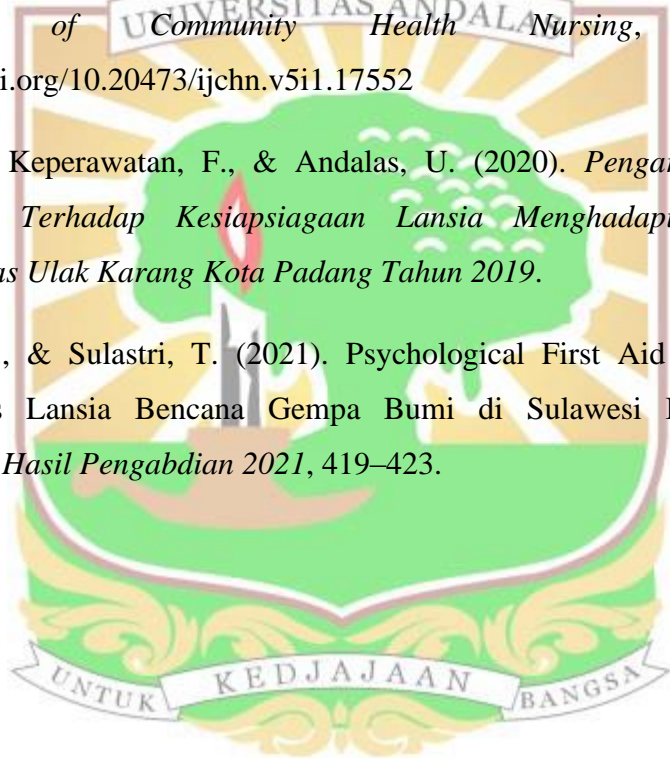 UNIVERSITAS ANDALAS
of Community Health Nursing,
i.org/10.20473/ijchn.v5i1.17552
Keperawatan, F., & Andalas, U. (2020).
Terhadap Kesiapsiagaan Lansia
as Ulak Karang Kota Padang Tahun 2019.
, & Sulastri, T. (2021). Psychological First Aid
s Lansia Bencana Gempa Bumi di Sulawesi
Hasil Pengabdian 2021, 419–423.
UNTUK KEDJAJAAN BANGSA